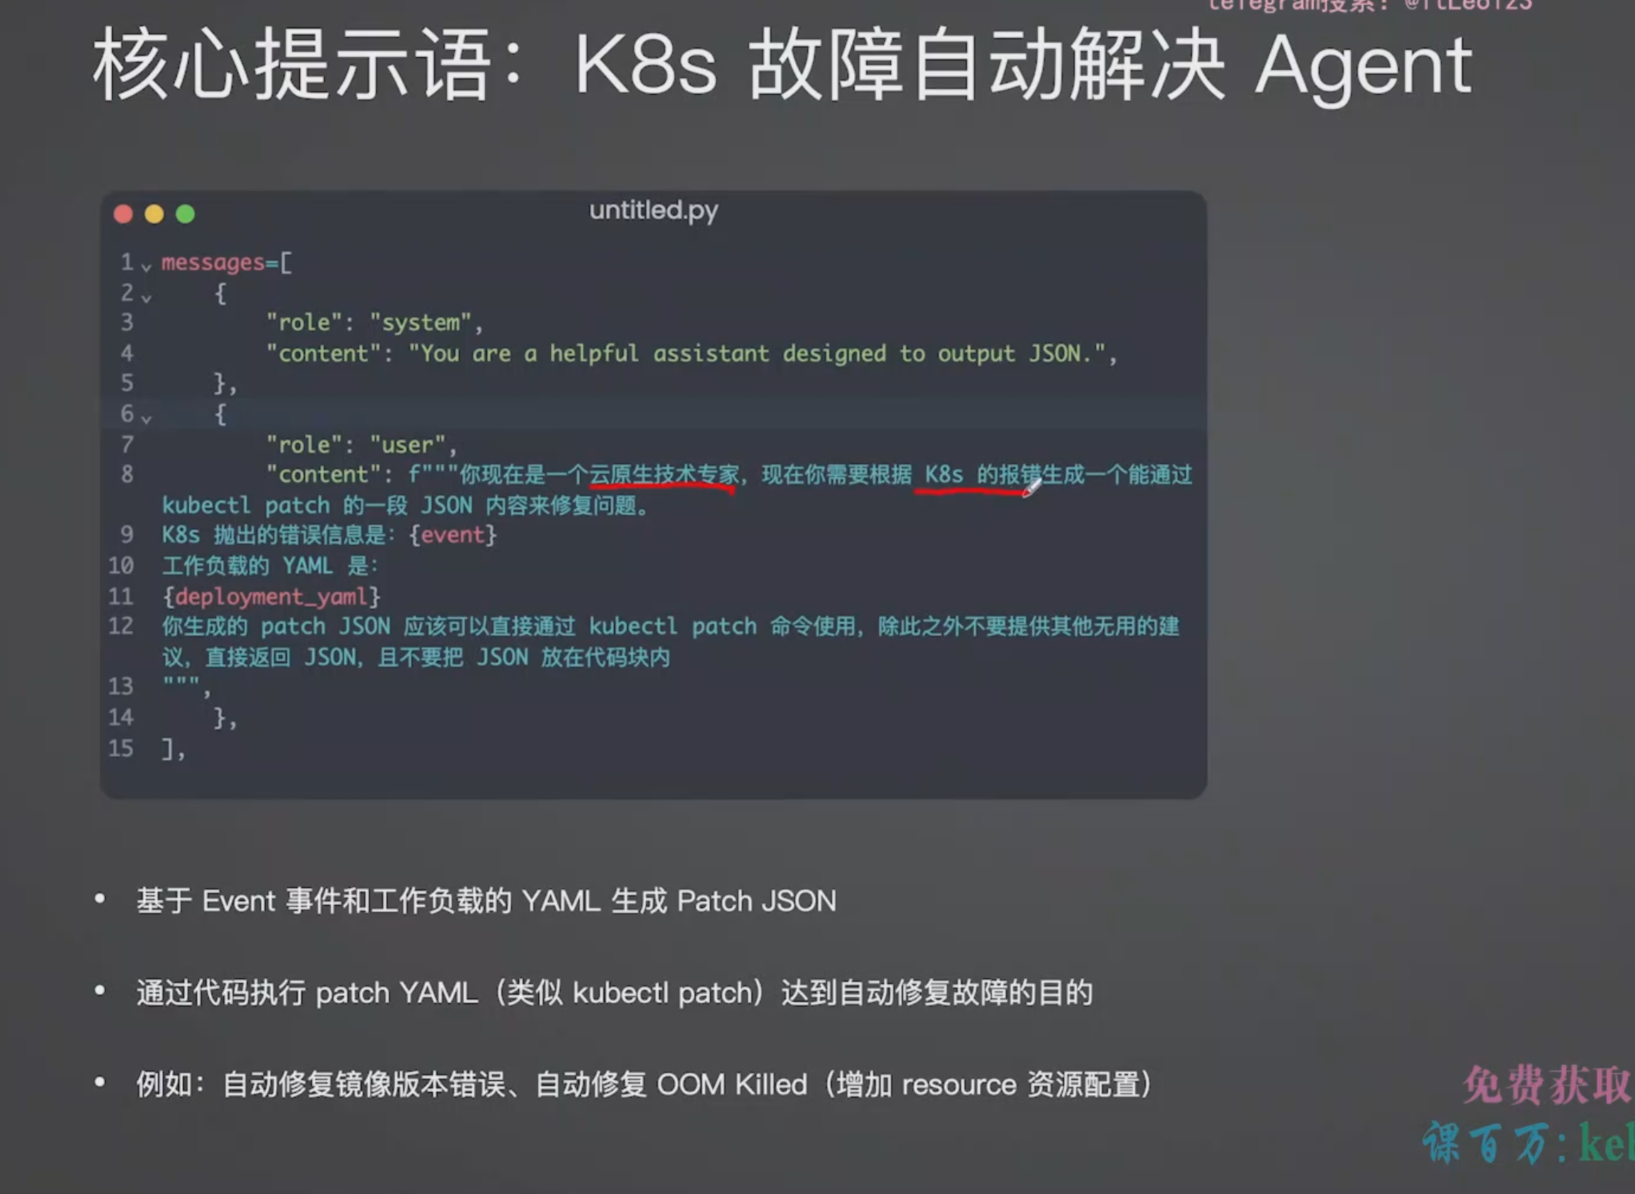 telegram搜索：@itLeo123
核心提示语：K8s 故障自动解决 Agent
untitled.py
1 messages=[
2 {
3 "role": "system",
4 "content": "You are a helpful assistant designed to output JSON.",
5 },
6 {
7 "role": "user",
8 "content": f"""你现在是一个云原生技术专家，现在你需要根据 K8s 的报错生成一个能通过
kubectl patch 的一段 JSON 内容来修复问题。
9 K8s 抛出的错误信息是：{event}
10 工作负载的 YAML 是：
11 {deployment_yaml}
12 你生成的 patch JSON 应该可以直接通过 kubectl patch 命令使用，除此之外不要提供其他无用的建
议，直接返回 JSON，且不要把 JSON 放在代码块内
13 """,
14 },
15 ],
• 基于 Event 事件和工作负载的 YAML 生成 Patch JSON
• 通过代码执行 patch YAML（类似 kubectl patch）达到自动修复故障的目的
• 例如：自动修复镜像版本错误、自动修复 OOM Killed（增加 resource 资源配置）
免费获取
课百万: